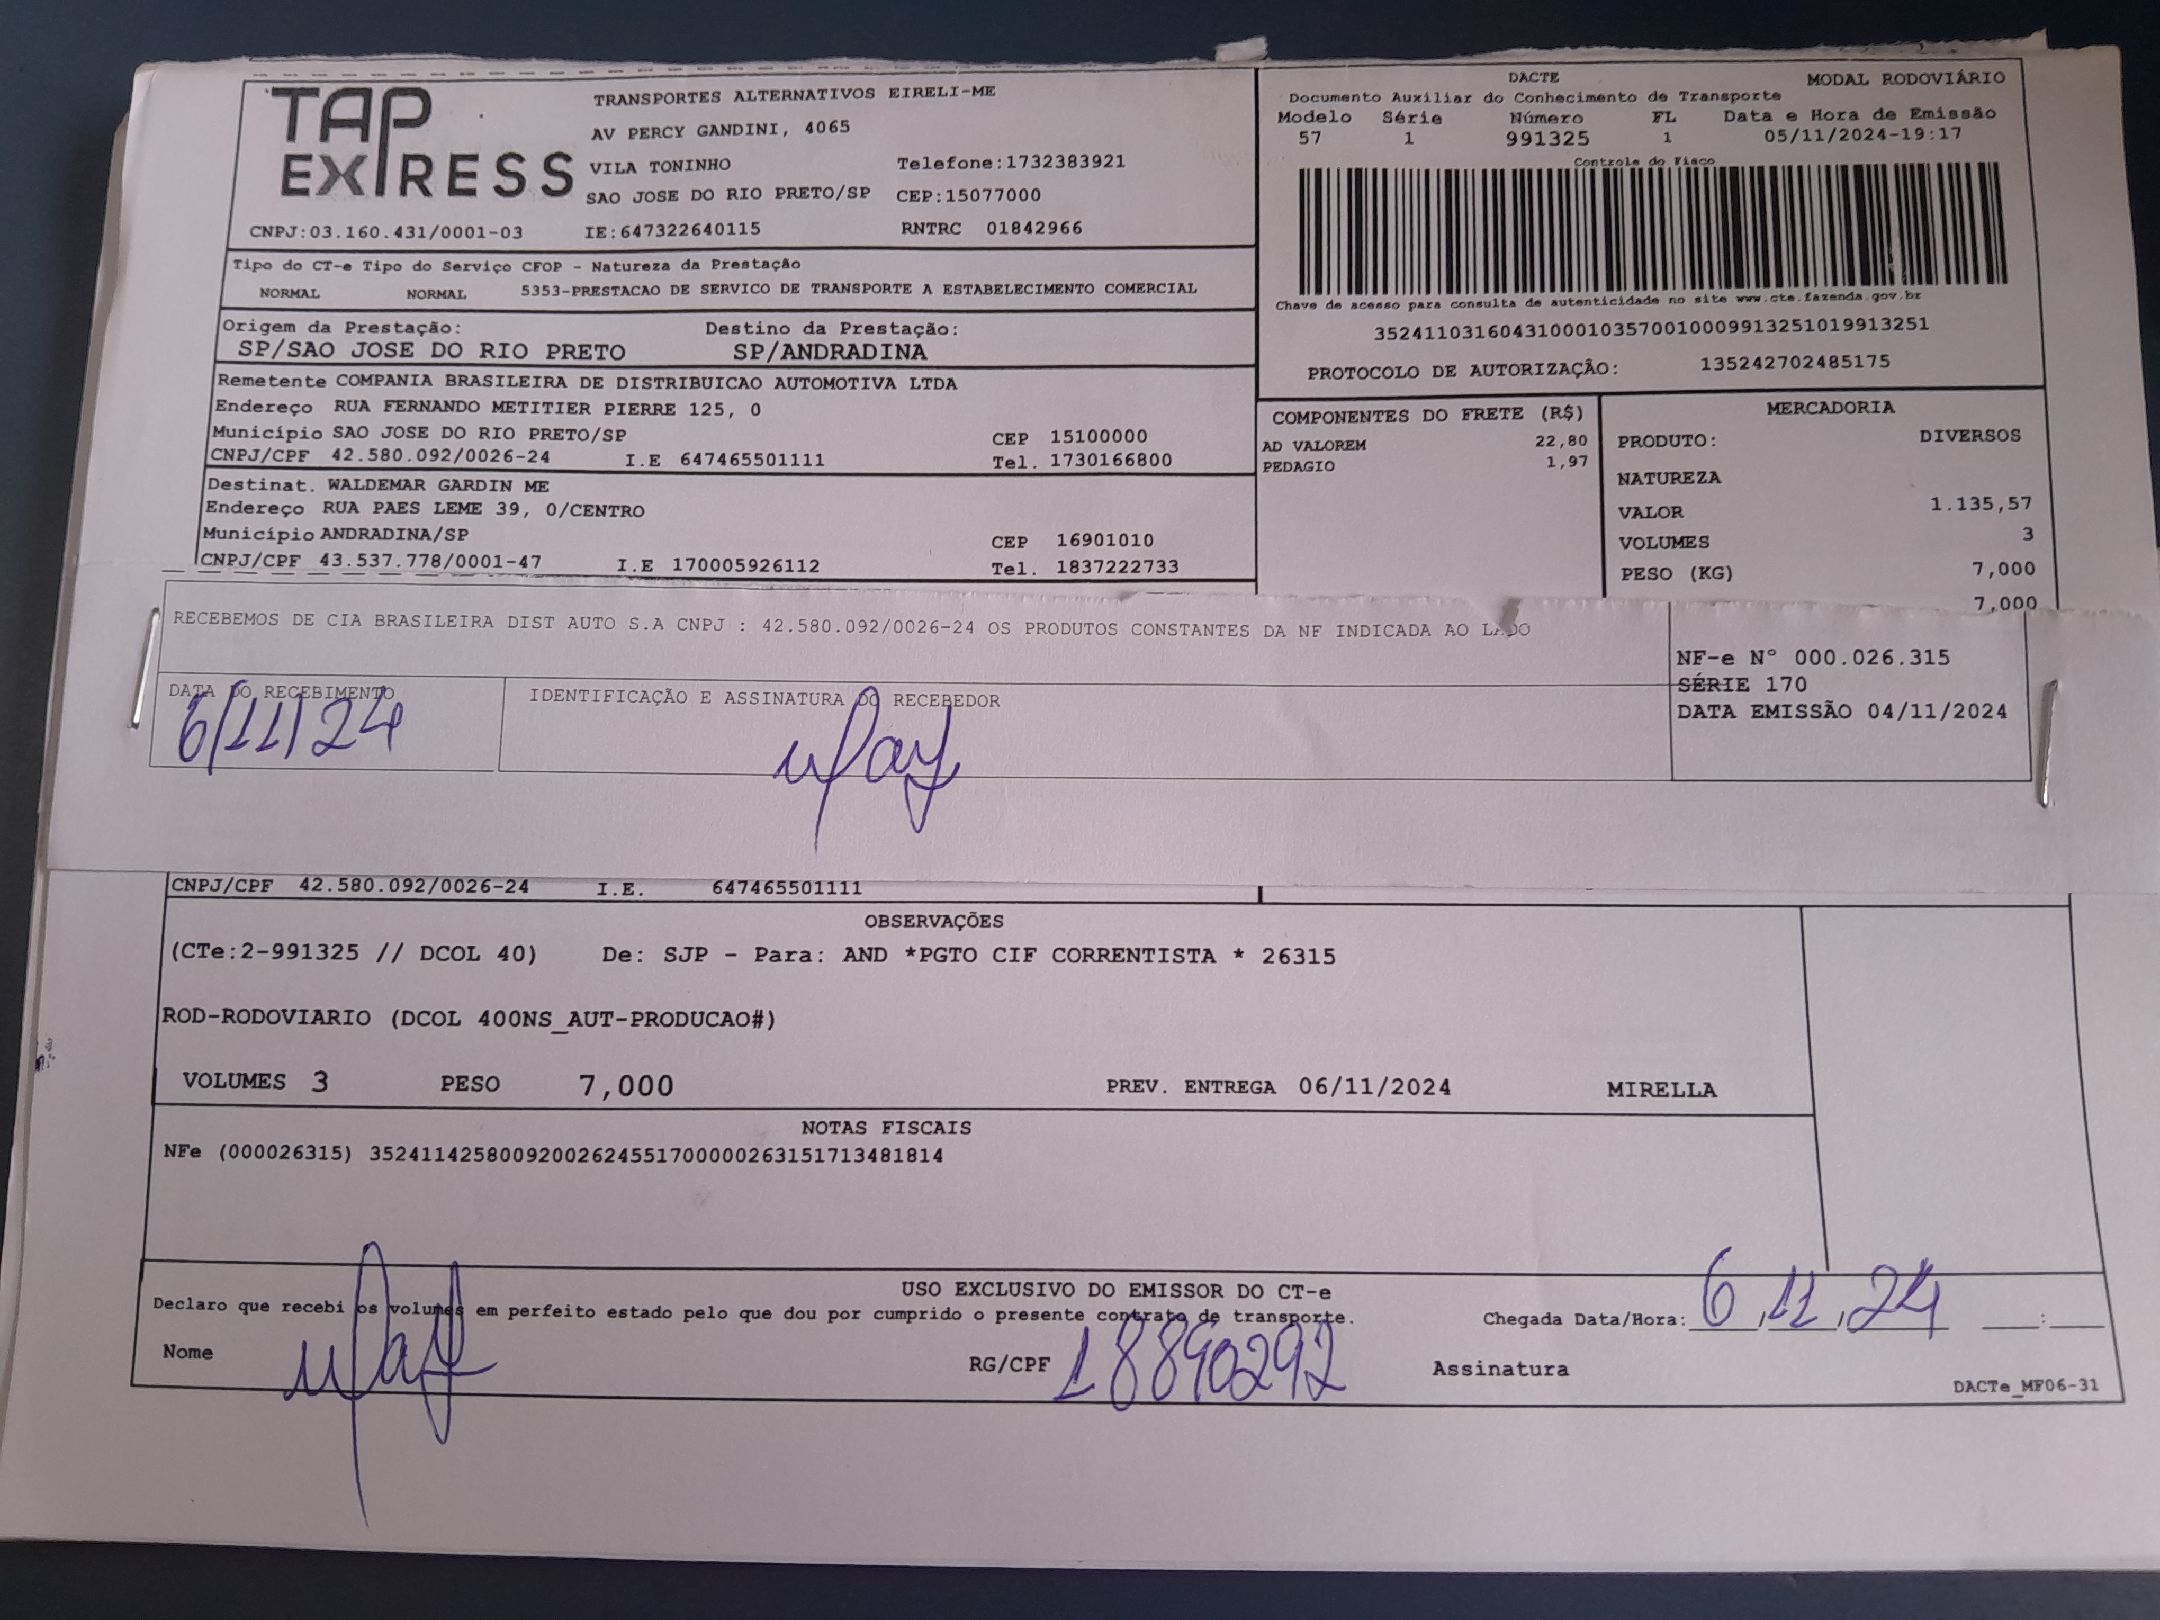 TAP EXPRESS
TRANSPORTES ALTERNATIVOS EIRELI-ME
AV PERCY GANDINI, 4065
VILA TONINHO Telefone:1732383921
SAO JOSE DO RIO PRETO/SP CEP:15077000
CNPJ:03.160.431/0001-03 IE:647322640115 RNTRC 01842966
DACTE MODAL RODOVIÁRIO
Documento Auxiliar do Conhecimento de Transporte
Modelo Série Número FL Data e Hora de Emissão
57 1 991325 1 05/11/2024-19:17
Controle do Fisco
Chave de acesso para consulta de autenticidade no site www.cte.fazenda.gov.br
35241103160431000103570010009913251019913251
PROTOCOLO DE AUTORIZAÇÃO: 135242702485175
Tipo do CT-e Tipo do Serviço CFOP - Natureza da Prestação
NORMAL NORMAL 5353-PRESTACAO DE SERVICO DE TRANSPORTE A ESTABELECIMENTO COMERCIAL
Origem da Prestação: Destino da Prestação:
SP/SAO JOSE DO RIO PRETO SP/ANDRADINA
Remetente COMPANIA BRASILEIRA DE DISTRIBUICAO AUTOMOTIVA LTDA
Endereço RUA FERNANDO METITIER PIERRE 125, 0
Município SAO JOSE DO RIO PRETO/SP CEP 15100000
CNPJ/CPF 42.580.092/0026-24 I.E 647465501111 Tel. 1730166800
Destinat. WALDEMAR GARDIN ME
Endereço RUA PAES LEME 39, 0/CENTRO
Município ANDRADINA/SP CEP 16901010
CNPJ/CPF 43.537.778/0001-47 I.E 170005926112 Tel. 1837222733
COMPONENTES DO FRETE (R$)
AD VALOREM 22,80
PEDAGIO 1,97
MERCADORIA
PRODUTO: DIVERSOS
NATUREZA
VALOR 1.135,57
VOLUMES 3
PESO (KG) 7,000
7,000
RECEBEMOS DE CIA BRASILEIRA DIST AUTO S.A CNPJ : 42.580.092/0026-24 OS PRODUTOS CONSTANTES DA NF INDICADA AO LADO
NF-e N° 000.026.315
SÉRIE 170
DATA EMISSÃO 04/11/2024
DATA DO RECEBIMENTO IDENTIFICAÇÃO E ASSINATURA DO RECEBEDOR
6/11/24
CNPJ/CPF 42.580.092/0026-24 I.E. 647465501111
OBSERVAÇÕES
(CTe:2-991325 // DCOL 40) De: SJP - Para: AND *PGTO CIF CORRENTISTA * 26315
ROD-RODOVIARIO (DCOL 400NS_AUT-PRODUCAO#)
VOLUMES 3 PESO 7,000 PREV. ENTREGA 06/11/2024 MIRELLA
NOTAS FISCAIS
NFe (000026315) 35241142580092002624551700000263151713481814
USO EXCLUSIVO DO EMISSOR DO CT-e
Declaro que recebi os volumes em perfeito estado pelo que dou por cumprido o presente contrato de transporte. Chegada Data/Hora: 6/11/24 __:__
Nome RG/CPF 18890292 Assinatura
DACTe_MF06-31